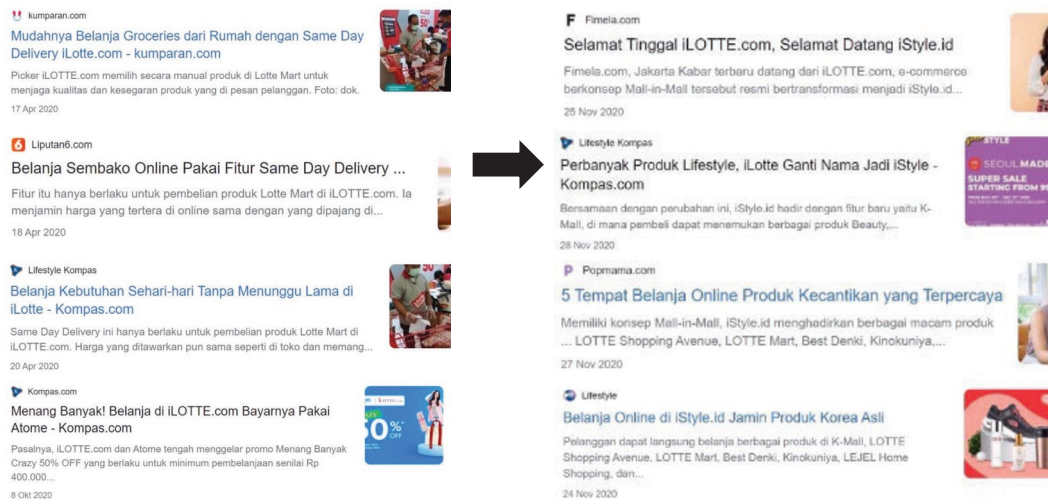 kumparan.com
Mudahnya Belanja Groceries dari Rumah dengan Same Day
Delivery iLotte.com - kumparan.com
Picker iLOTTE.com memilih secara manual produk di Lotte Mart untuk
menjaga kualitas dan kesegaran produk yang di pesan pelanggan. Foto: dok.
17 Apr 2020
Liputan6.com
Belanja Sembako Online Pakai Fitur Same Day Delivery ...
Fitur itu hanya berlaku untuk pembelian produk Lotte Mart di iLOTTE.com. Ia
menjamin harga yang tertera di online sama dengan yang dipajang di...
18 Apr 2020
Lifestyle Kompas
Belanja Kebutuhan Sehari-hari Tanpa Menunggu Lama di
iLotte - Kompas.com
Same Day Delivery ini hanya berlaku untuk pembelian produk Lotte Mart di
iLOTTE.com. Harga yang ditawarkan pun sama seperti di toko dan memang...
20 Apr 2020
Kompas.com
Menang Banyak! Belanja di iLOTTE.com Bayarnya Pakai
Atome - Kompas.com
Pasalnya, iLOTTE.com dan Atome tengah menggelar promo Menang Banyak
Crazy 50% OFF yang berlaku untuk minimum pembelanjaan senilai Rp
400.000...
8 Okt 2020
Fimela.com
Selamat Tinggal iLOTTE.com, Selamat Datang iStyle.id
Fimela.com, Jakarta Kabar terbaru datang dari iLOTTE.com, e-commerce
berkonsep Mall-in-Mall tersebut resmi bertransformasi menjadi iStyle.id...
25 Nov 2020
Lifestyle Kompas
Perbanyak Produk Lifestyle, iLotte Ganti Nama Jadi iStyle -
Kompas.com
Bersamaan dengan perubahan ini, iStyle.id hadir dengan fitur baru yaitu K-
Mall, di mana pembeli dapat menemukan berbagai produk Beauty,...
28 Nov 2020
STYLE
SEOUL MADE
SUPER SALE
STARTING FROM
Popmama.com
5 Tempat Belanja Online Produk Kecantikan yang Terpercaya
Memiliki konsep Mall-in-Mall, iStyle.id menghadirkan berbagai macam produk
... LOTTE Shopping Avenue, LOTTE Mart, Best Denki, Kinokuniya,...
27 Nov 2020
Lifestyle
Belanja Online di iStyle.id Jamin Produk Korea Asli
Pelanggan dapat langsung belanja berbagai produk di K-Mall, LOTTE
Shopping Avenue, LOTTE Mart, Best Denki, Kinokuniya, LEJEL Home
Shopping, dan...
24 Nov 2020